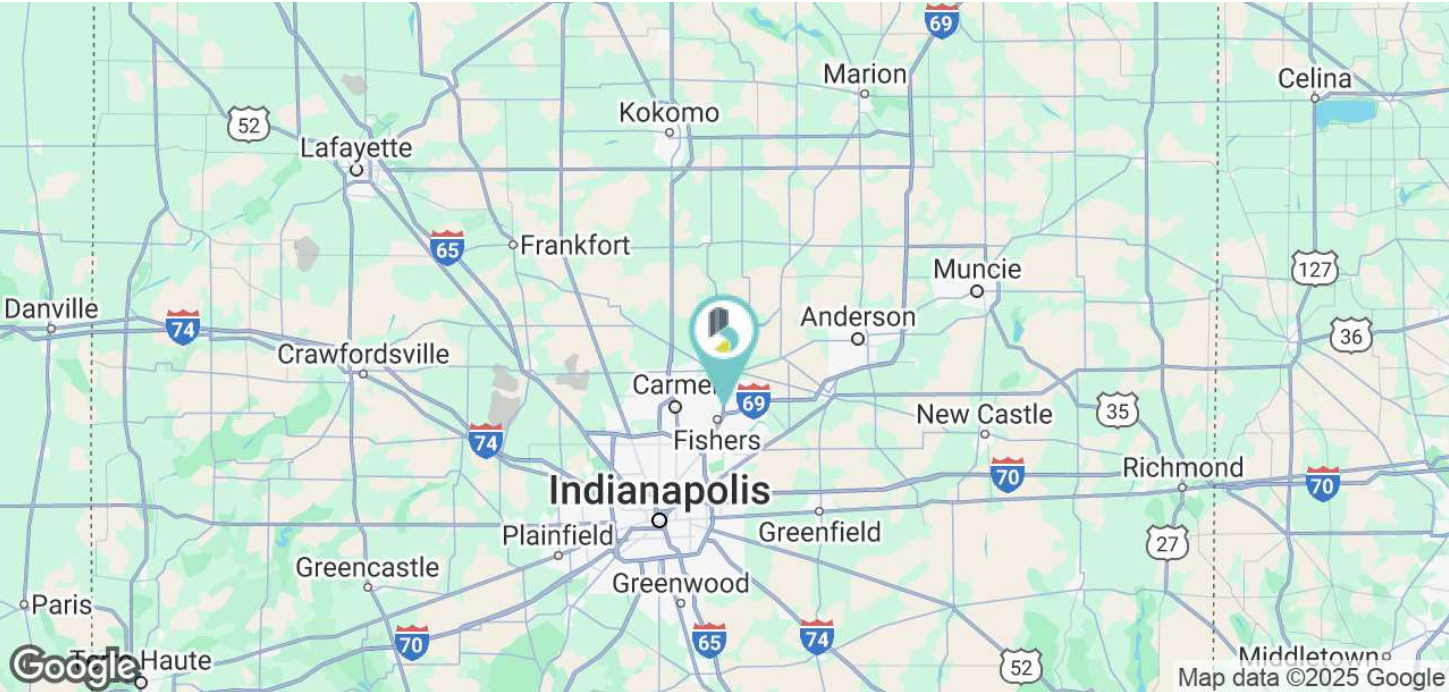 69
Marion
Celina
Kokomo
52
Lafayette
65
Frankfort
127
Muncie
Danville
74
Anderson
36
Crawfordsville
Carmel
69
35
New Castle
Fishers
74
70
Richmond
70
Indianapolis
Plainfield
Greenfield
27
Greencastle
Greenwood
Paris
70
65
74
52
Middletown
Google
Haute
Map data ©2025 Google